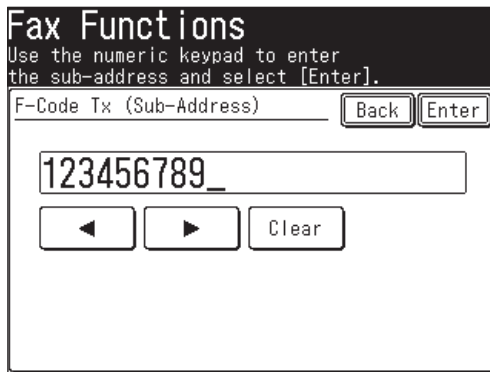 Fax Functions
Use the numeric keypad to enter
the sub-address and select [Enter].
F-Code Tx (Sub-Address)
Back Enter
123456789_
◀ ▶ Clear